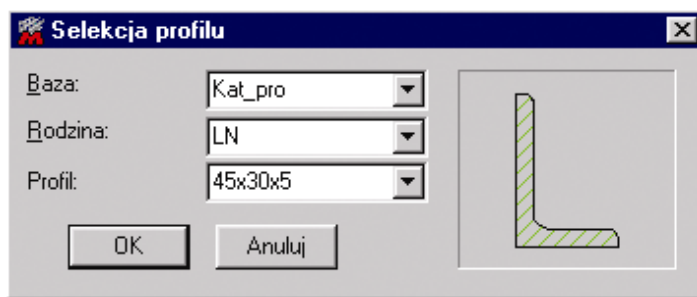 Selekcja profilu
Baza: Kat_pro
Rodzina: LN
Profil: 45x30x5
OK Anuluj